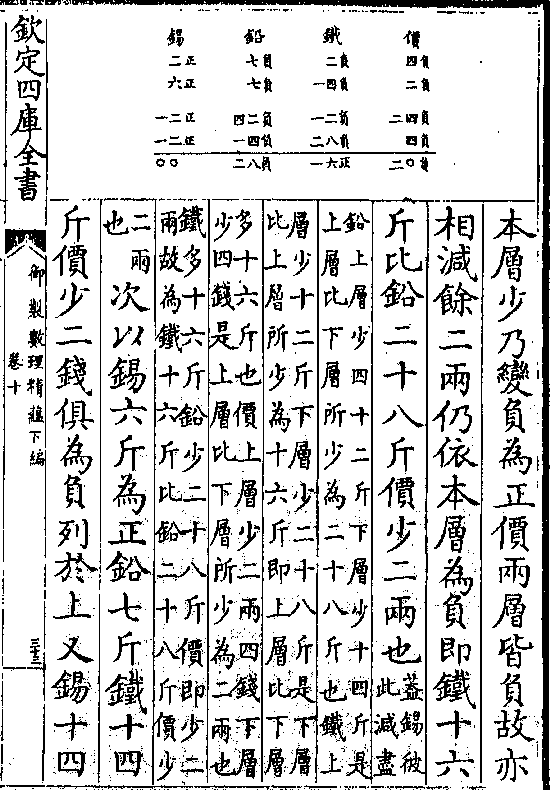 價
四負
二負
二四負
四負
二〇負
鐵
二負
一四負
一二負
二八負
一六正
鉛
七負
七負
四二負
一四負
二八負
錫
二正
六正
一二正
一二正
〇〇
本層少乃變負為正價兩層皆負故亦
相減餘二兩仍依本層為負即鐵十六
斤比鉛二十八斤價少二兩也蓋錫彼
此減盡
鉛上層少四十二斤下層少十四斤是
上層比下層所少為二十八斤也鐵上
層少十二斤下層少二十八斤是下層
比上層所少為十六斤即上層比下層
多十六斤也價上層少二兩四錢下層
少四錢是上層比下層所少為二兩也
鐵多十六斤鉛少二十八斤價即少二
兩故為鐵十六斤比鉛二十八斤價少
二兩
也
次以錫六斤為正鉛七斤鐵十四
斤價少二錢俱為負列於上又錫十四
欽定四庫全書
御製數理精蘊下編
卷十
三十三